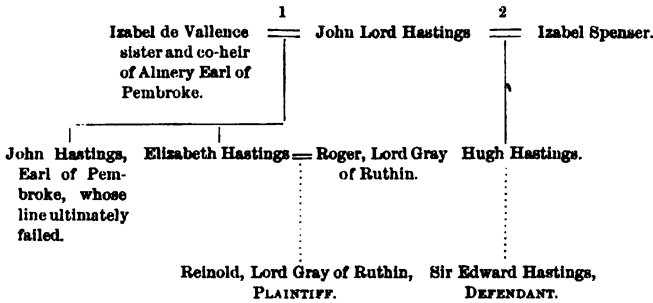 1 2
Izabel de Vallence John Lord Hastings Izabel Spenser.
sister and co-heir
of Almery Earl of
Pembroke.
John Hastings, Elizabeth Hastings Roger, Lord Gray Hugh Hastings.
Earl of Pem- of Ruthin.
broke, whose
line ultimately
failed.
Reinold, Lord Gray of Ruthin, Sir Edward Hastings,
PLAINTIFF. DEFENDANT.